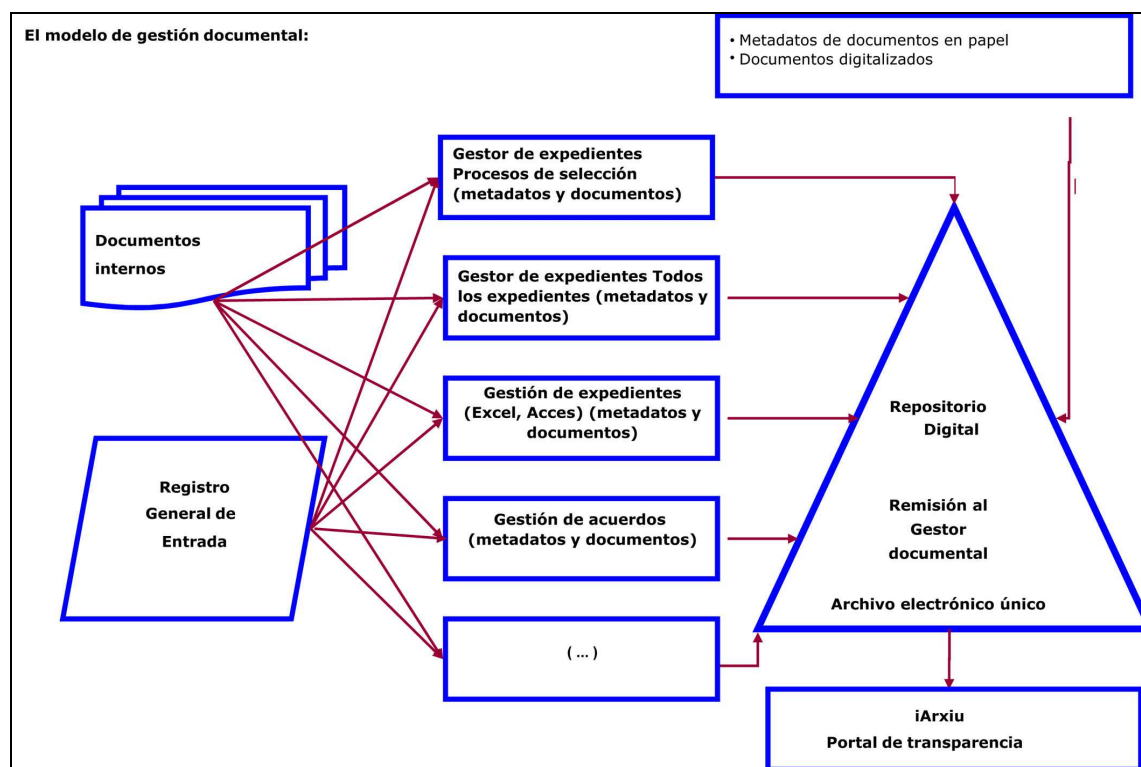 El modelo de gestión documental:
• Metadatos de documentos en papel
• Documentos digitalizados
Gestor de expedientes
Procesos de selección
(metadatos y documentos)
Documentos
internos
Gestor de expedientes Todos
los expedientes (metadatos y
documentos)
Gestión de expedientes
(Excel, Acces) (metadatos y
documentos)
Registro
General de
Entrada
Gestión de acuerdos
(metadatos y documentos)
( ... )
Repositorio
Digital
Remisión al
Gestor
documental
Archivo electrónico único
iArxiu
Portal de transparencia